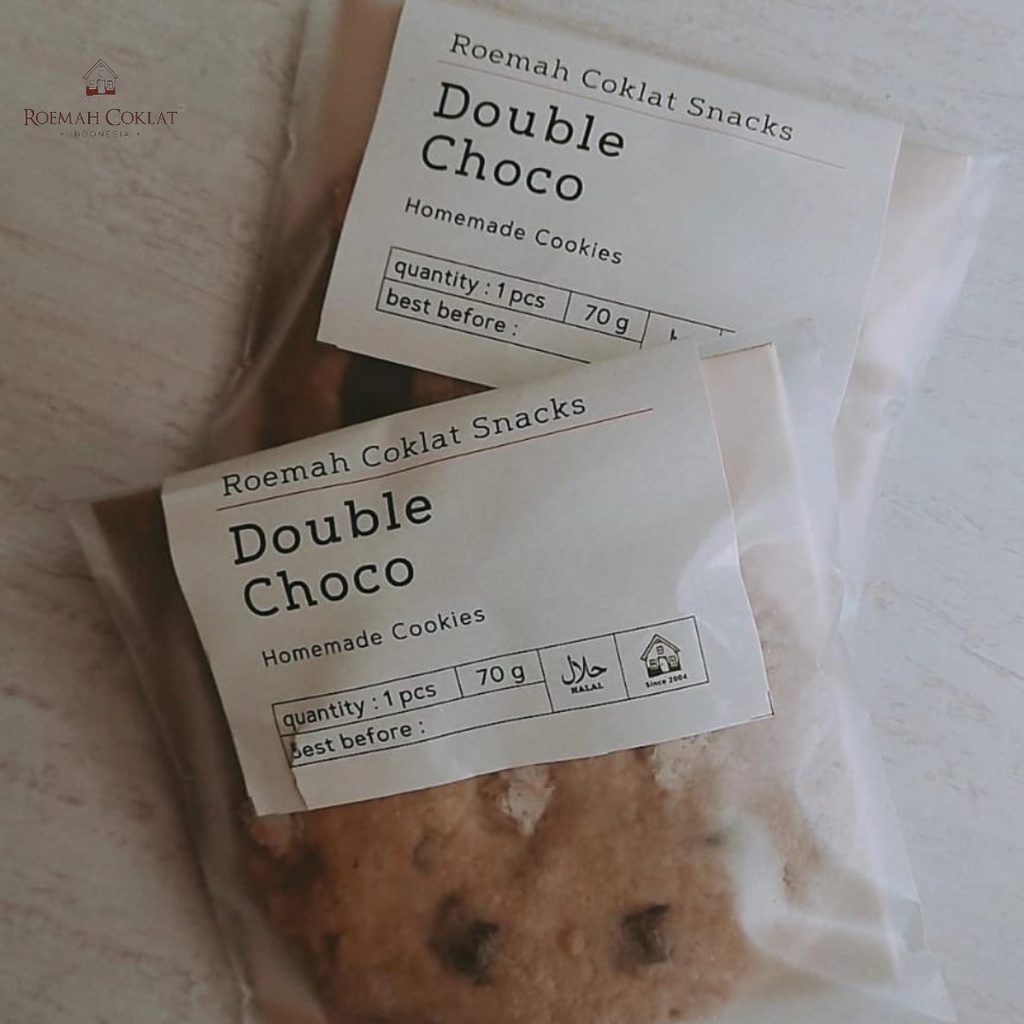 ROEMAH COKLAT
INDONESIA
Roemah Coklat Snacks
Double
Choco
Homemade Cookies
quantity : 1 pcs 70 g
best before :
Roemah Coklat Snacks
Double
Choco
Homemade Cookies
quantity : 1 pcs 70 g
best before :
حلال
HALAL
Since 2004